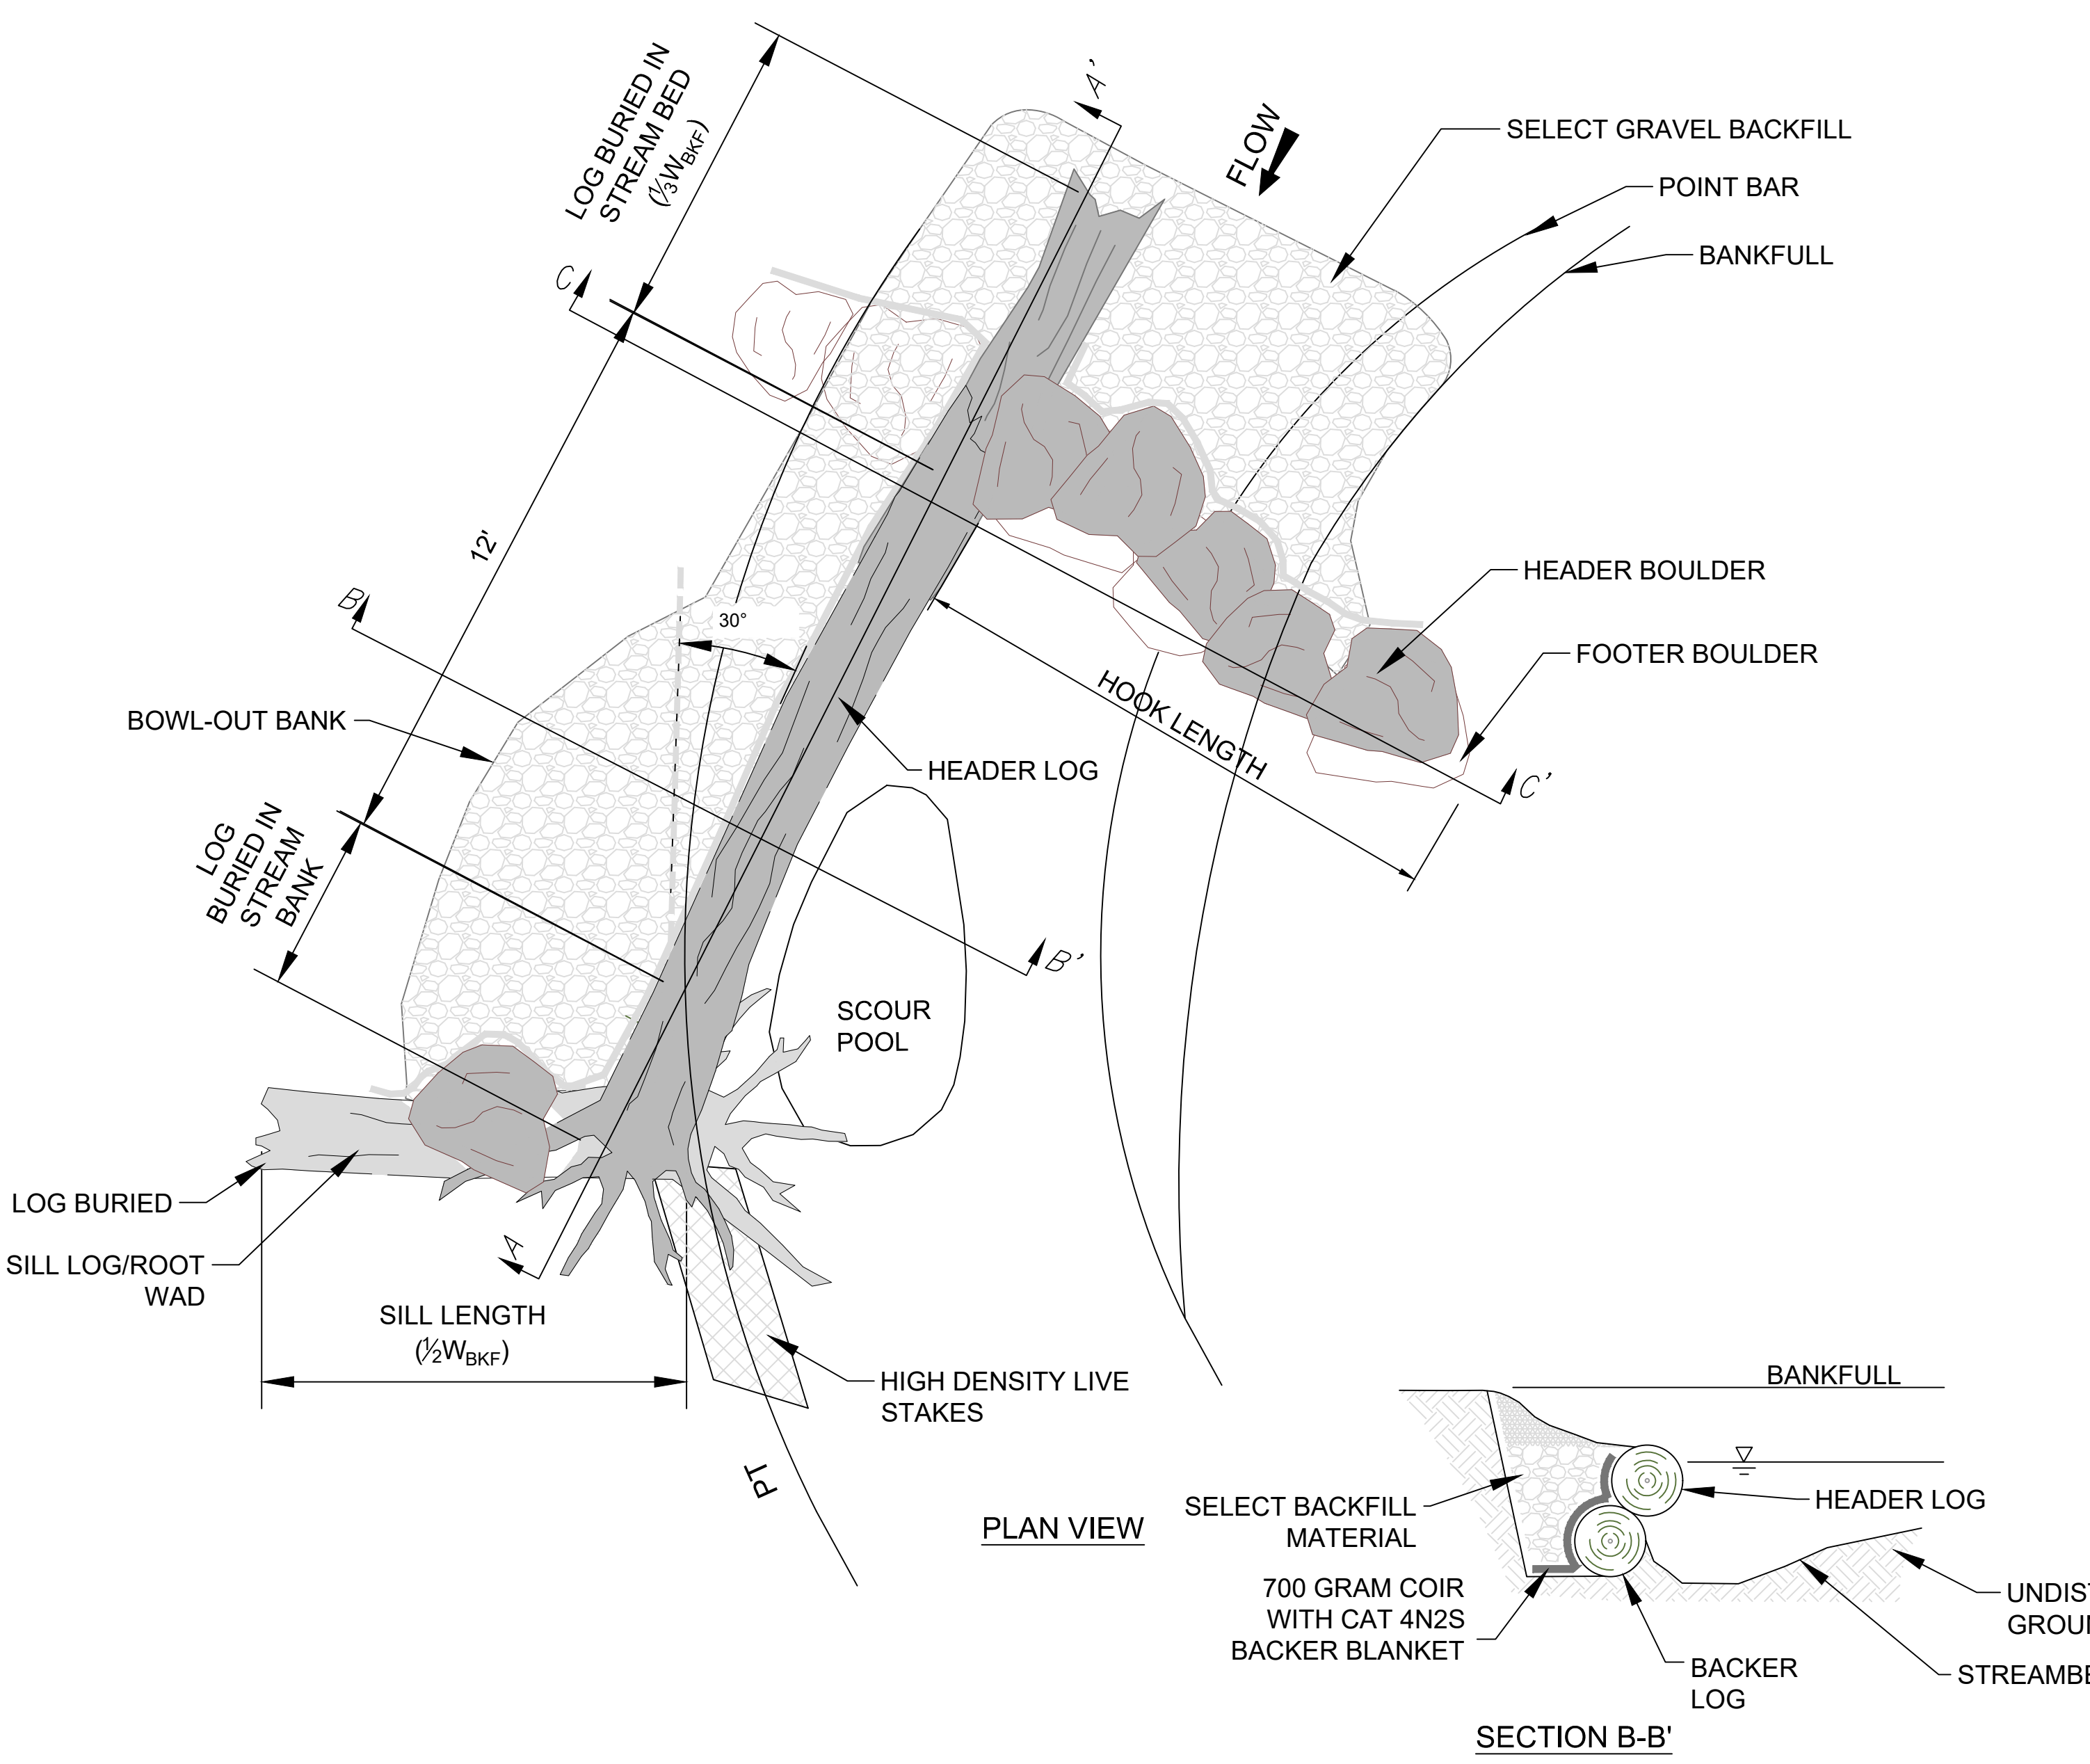 LOG BURIED IN
STREAM BED
(⅓WBKF)
A'
FLOW
SELECT GRAVEL BACKFILL
POINT BAR
BANKFULL
C
12'
B
30°
HEADER BOULDER
FOOTER BOULDER
HOOK LENGTH
BOWL-OUT BANK
HEADER LOG
C'
LOG
BURIED IN
STREAM
BANK
B'
SCOUR
POOL
LOG BURIED
SILL LOG/ROOT
WAD
A
SILL LENGTH
(½WBKF)
HIGH DENSITY LIVE
STAKES
PT
PLAN VIEW
BANKFULL
SELECT BACKFILL
MATERIAL
HEADER LOG
700 GRAM COIR
WITH CAT 4N2S
BACKER BLANKET
BACKER
LOG
SECTION B-B'